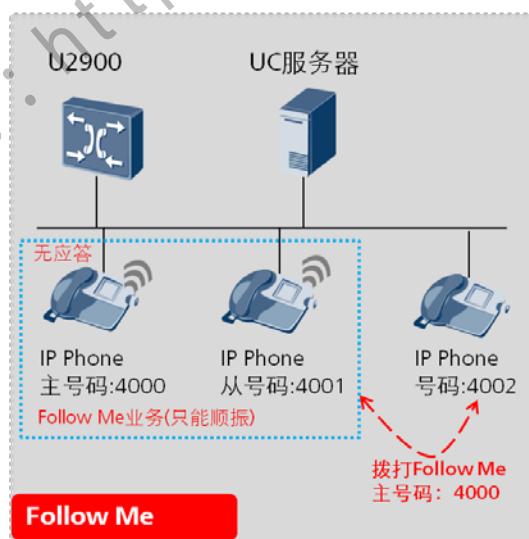 http
U2900
UC服务器
无应答
IP Phone
主号码:4000
IP Phone
从号码:4001
IP Phone
号码:4002
Follow Me业务(只能顺振)
拨打Follow Me
主号码：4000
Follow Me